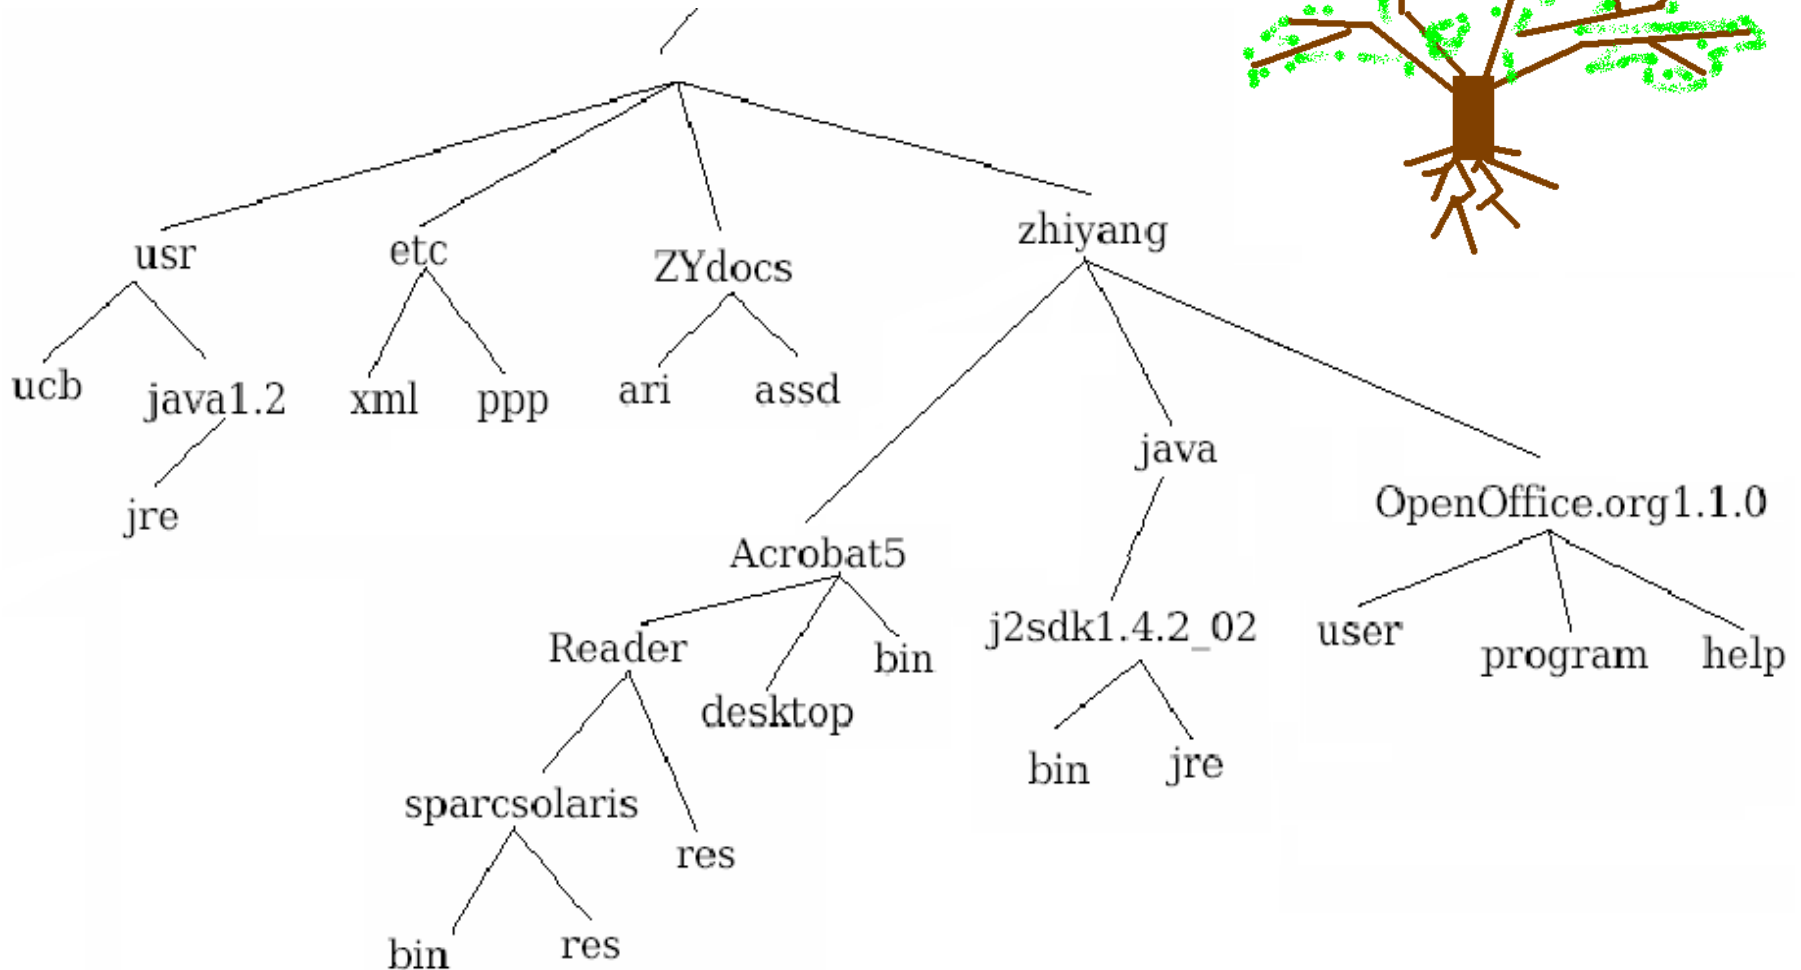 /
usr etc ZYdocs zhiyang
ucb java1.2 xml ppp ari assd
java
jre OpenOffice.org1.1.0
Acrobat5
Reader bin j2sdk1.4.2_02 user program help
desktop
bin jre
sparcsolaris
res
bin res